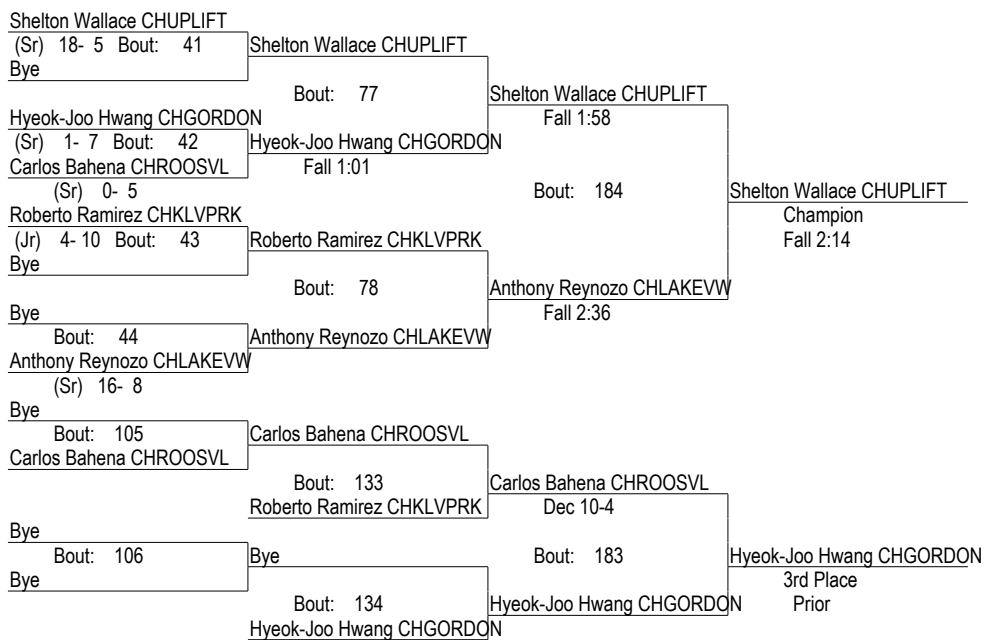 Shelton Wallace CHUPLIFT
(Sr) 18- 5 Bout: 41 Shelton Wallace CHUPLIFT
Bye
Bout: 77 Shelton Wallace CHUPLIFT
Hyeok-Joo Hwang CHGORDON Fall 1:58
(Sr) 1- 7 Bout: 42 Hyeok-Joo Hwang CHGORDON
Carlos Bahena CHROOSVL Fall 1:01
(Sr) 0- 5 Bout: 184 Shelton Wallace CHUPLIFT
Roberto Ramirez CHKLVPRK Champion
(Jr) 4- 10 Bout: 43 Roberto Ramirez CHKLVPRK Fall 2:14
Bye
Bout: 78 Anthony Reynozo CHLAKEVW
Bye Fall 2:36
Bout: 44 Anthony Reynozo CHLAKEVW
Anthony Reynozo CHLAKEVW
(Sr) 16- 8
Bye
Bout: 105 Carlos Bahena CHROOSVL
Carlos Bahena CHROOSVL
Bout: 133 Carlos Bahena CHROOSVL
Roberto Ramirez CHKLVPRK Dec 10-4
Bye
Bout: 106 Bye Bout: 183 Hyeok-Joo Hwang CHGORDON
Bye 3rd Place
Bout: 134 Hyeok-Joo Hwang CHGORDON Prior
Hyeok-Joo Hwang CHGORDON